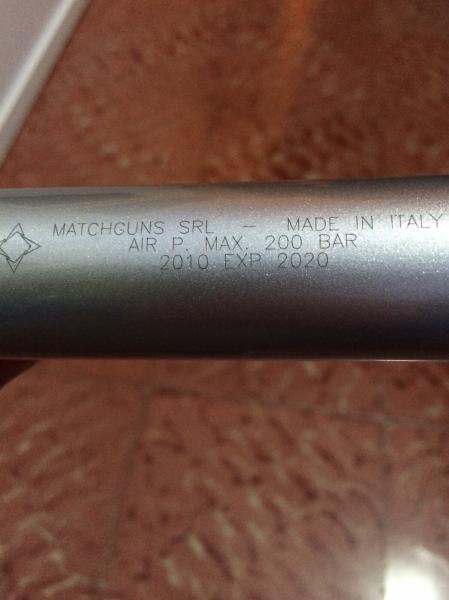 MATCHGUNS SRL - MADE IN ITALY
AIR P. MAX. 200 BAR
2010 EXP 2020